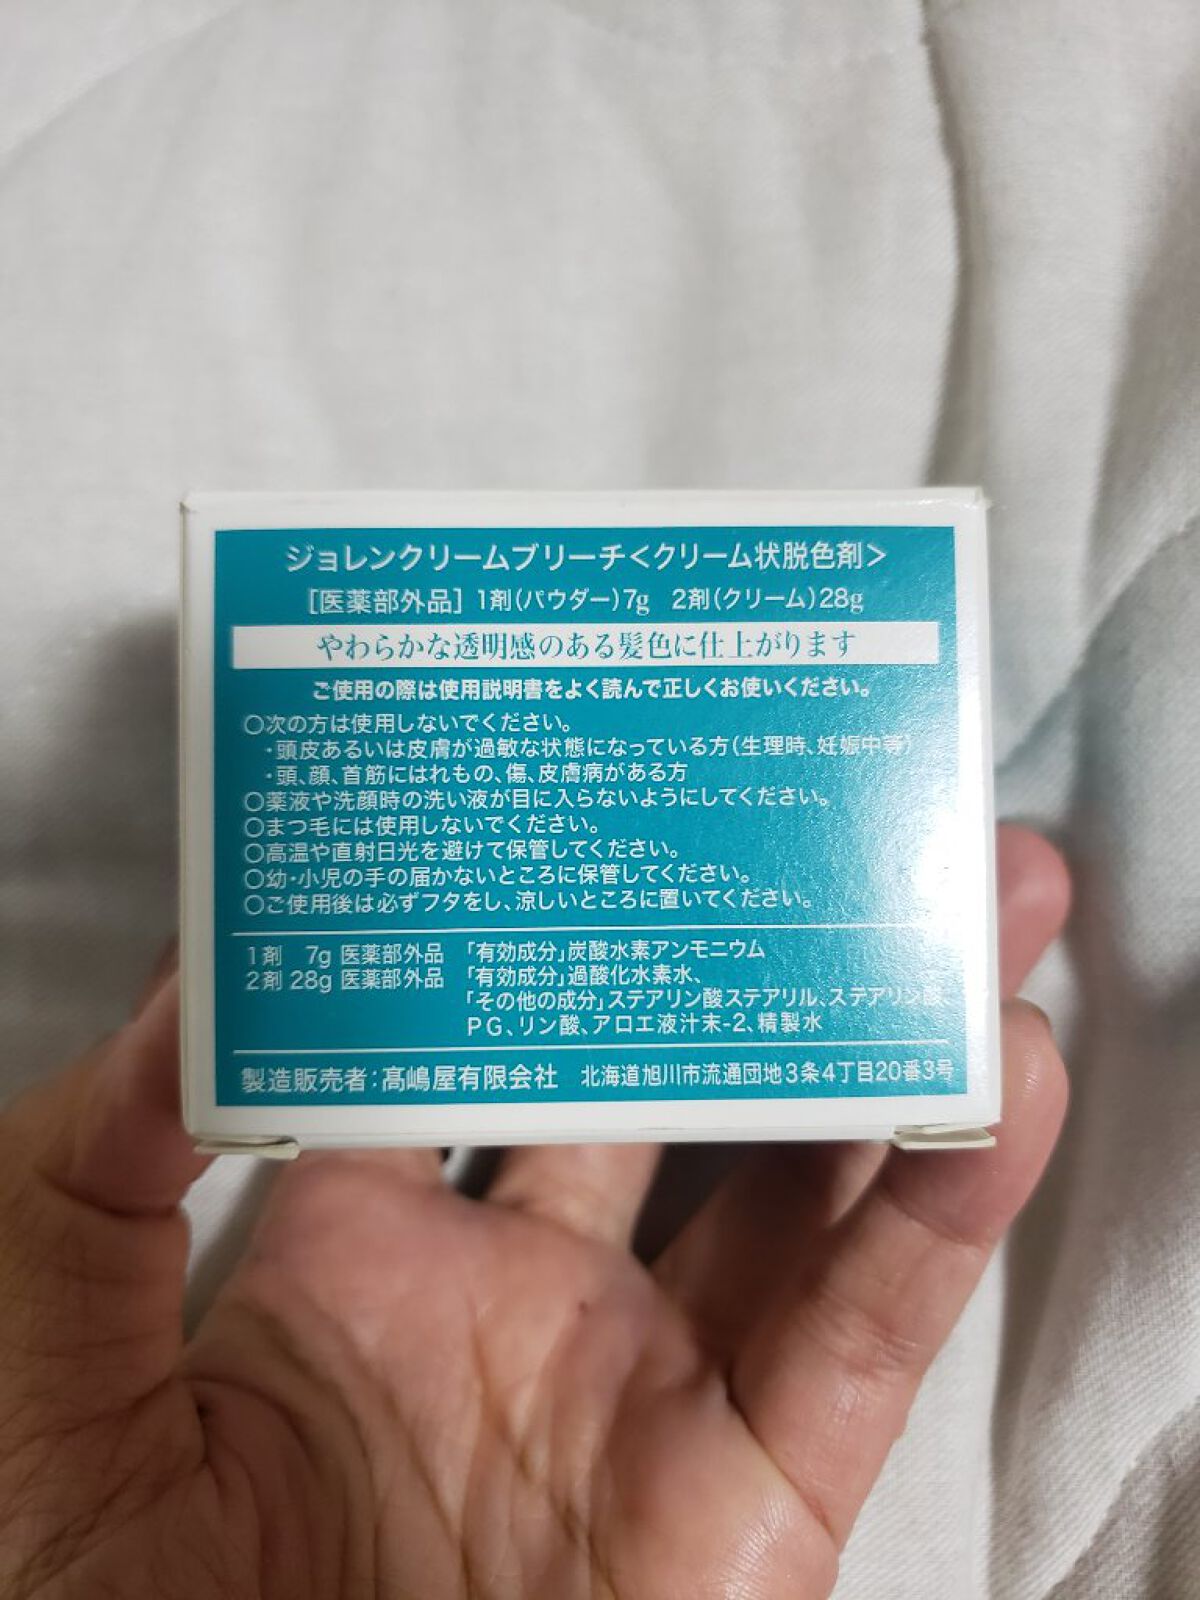 ジョレンクリームブリーチ<クリーム状脱色剤>
[医薬部外品] 1剤(パウダー)7g 2剤(クリーム)28g
やわらかな透明感のある髪色に仕上がります
ご使用の際は使用説明書をよく読んで正しくお使いください。
○次の方は使用しないでください。
・頭皮あるいは皮膚が過敏な状態になっている方(生理時、妊娠中等)
・頭、顔、首筋にはれもの、傷、皮膚病がある方
○薬液や洗顔時の洗い液が目に入らないようにしてください。
○まつ毛には使用しないでください。
○高温や直射日光を避けて保管してください。
○幼・小児の手の届かないところに保管してください。
○ご使用後は必ずフタをし、涼しいところに置いてください。
1剤 7g 医薬部外品 「有効成分」炭酸水素アンモニウム
2剤 28g 医薬部外品 「有効成分」過酸化水素水、
「その他の成分」ステアリン酸ステアリル、ステアリン酸、
PG、リン酸、アロエ液汁末-2、精製水
製造販売者:髙嶋屋有限会社 北海道旭川市流通団地3条4丁目20番3号